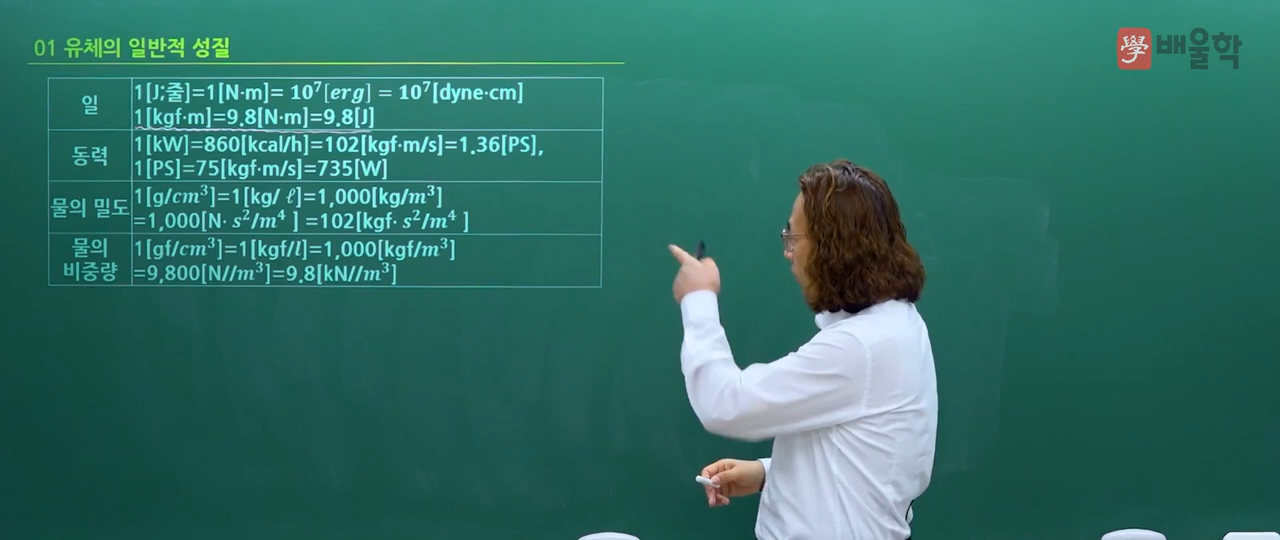 01 유체의 일반적 성질
學 배울학
일
1[J;줄]=1[N·m]= 10⁷[erg] = 10⁷[dyne·cm]
1[kgf·m]=9.8[N·m]=9.8[J]
동력
1[kW]=860[kcal/h]=102[kgf·m/s]=1.36[PS],
1[PS]=75[kgf·m/s]=735[W]
물의 밀도
1[g/cm³]=1[kg/ ℓ]=1,000[kg/m³]
=1,000[N· s²/m⁴ ] =102[kgf· s²/m⁴ ]
물의
비중량
1[gf/cm³]=1[kgf/l]=1,000[kgf/m³]
=9,800[N//m³]=9.8[kN//m³]